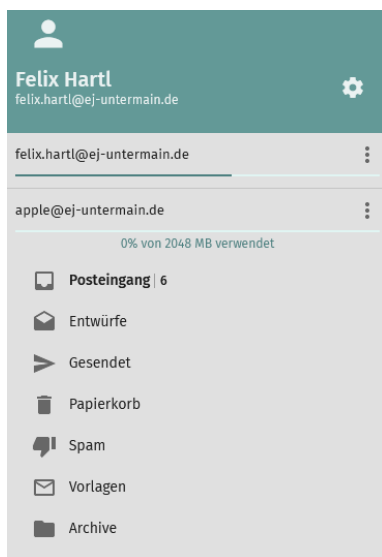 Felix Hartl
felix.hartl@ej-untermain.de
felix.hartl@ej-untermain.de
apple@ej-untermain.de
0% von 2048 MB verwendet
Posteingang | 6
Entwürfe
Gesendet
Papierkorb
Spam
Vorlagen
Archive